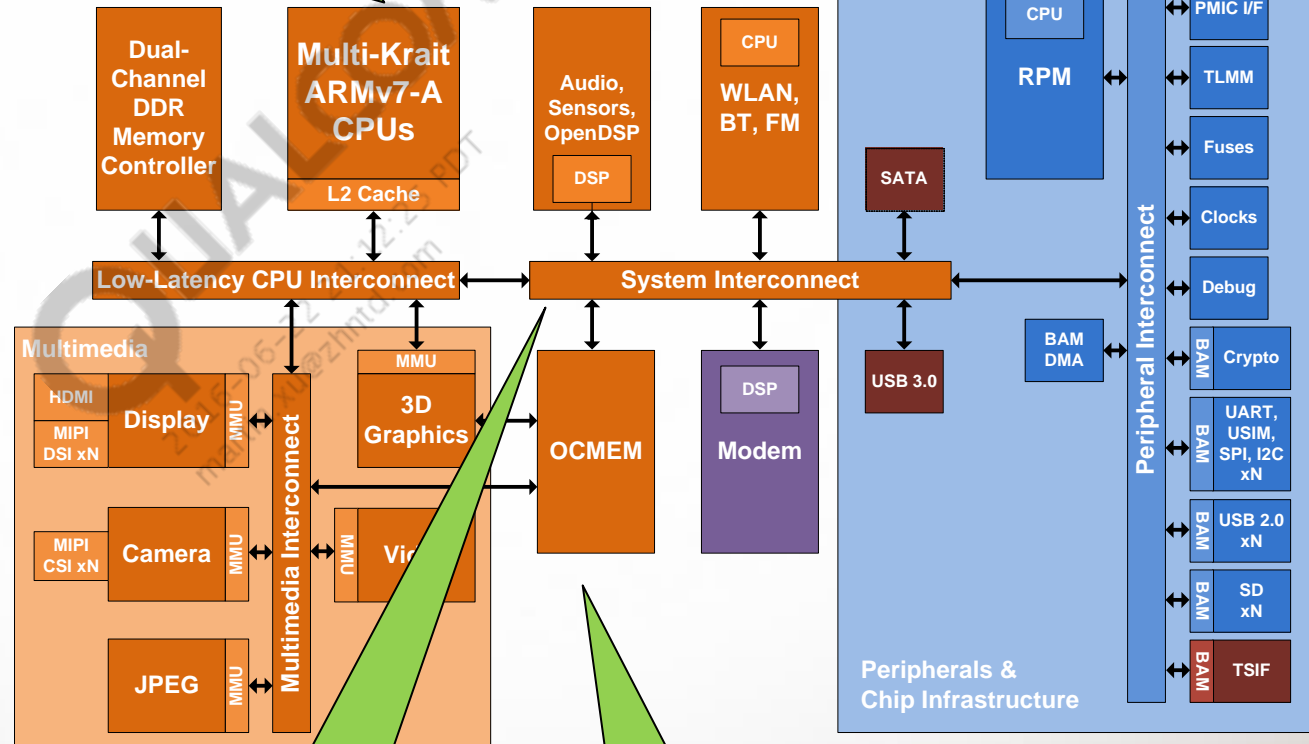 Dual-
Channel
DDR
Memory
Controller
Multi-Krait
ARMv7-A
CPUs
L2 Cache
Audio,
Sensors,
OpenDSP
DSP
CPU
WLAN,
BT, FM
CPU
RPM
SATA
PMIC I/F
TLMM
Fuses
Clocks
Debug
Low-Latency CPU Interconnect
System Interconnect
Peripheral Interconnect
USB 3.0
BAM
DMA
BAM
Crypto
BAM
UART,
USIM,
SPI, I2C
xN
BAM
USB 2.0
xN
BAM
SD
xN
BAM
TSIF
Multimedia
HDMI
MIPI
DSI xN
Display
MMU
MMU
3D
Graphics
OCMEM
DSP
Modem
Multimedia Interconnect
MIPI
CSI xN
Camera
MMU
MMU
JPEG
MMU
Peripherals &
Chip Infrastructure